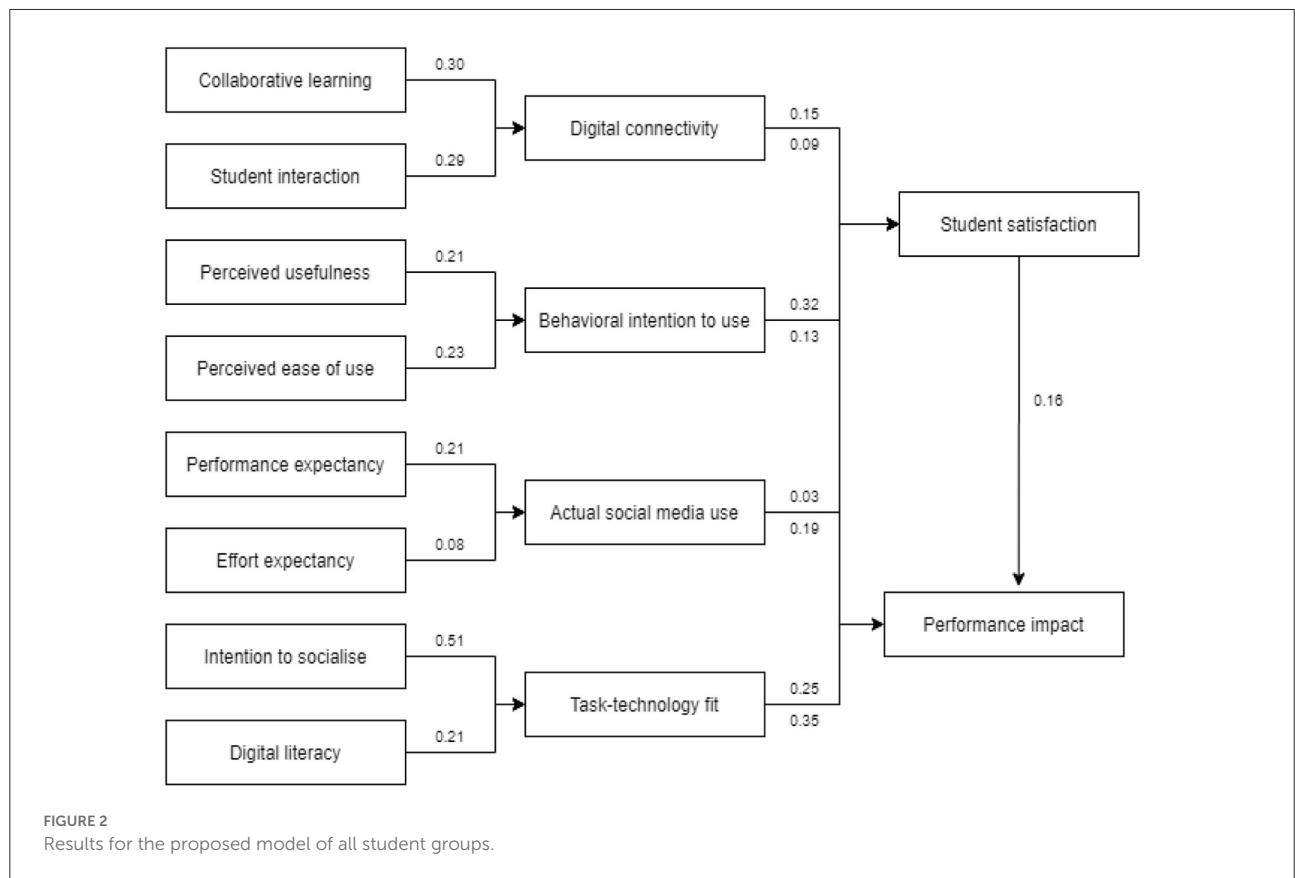 Collaborative learning
0.30
Digital connectivity
0.15
0.09
Student interaction
0.29
Student satisfaction
Perceived usefulness
0.21
Behavioral intention to use
0.32
0.13
Perceived ease of use
0.23
0.16
Performance expectancy
0.21
Actual social media use
0.03
0.19
Effort expectancy
0.08
Performance impact
Intention to socialise
0.51
Task-technology fit
0.25
0.35
Digital literacy
0.21
FIGURE 2
Results for the proposed model of all student groups.